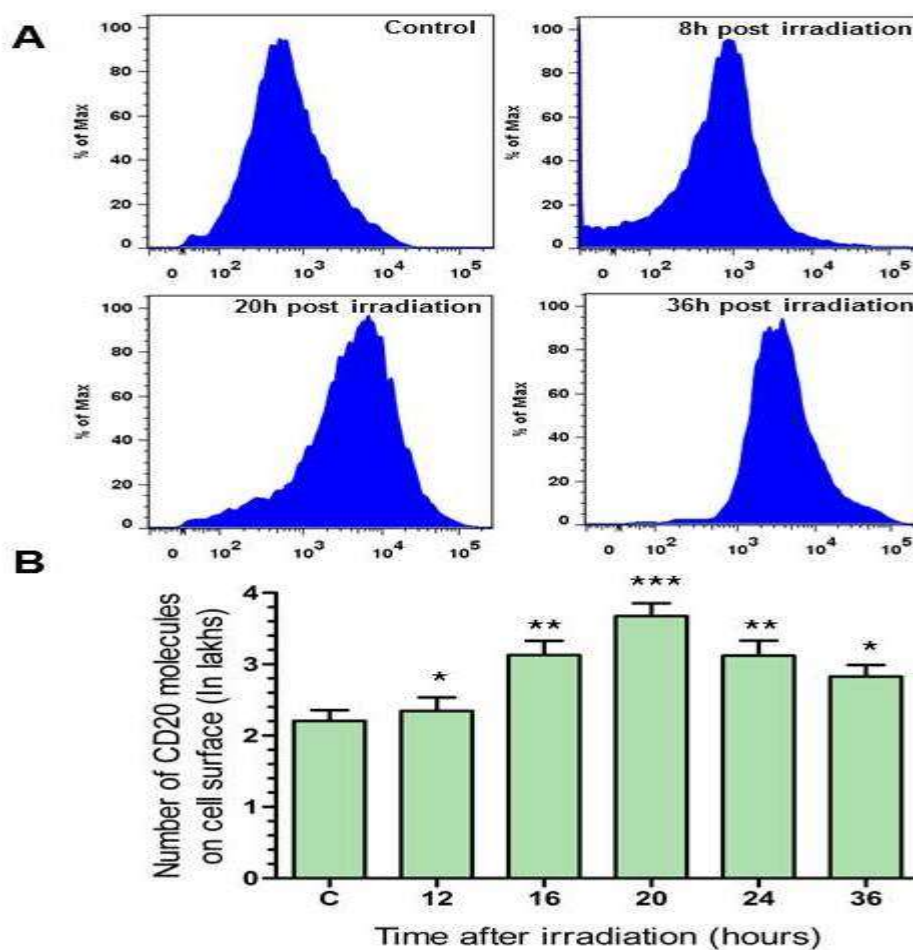 A
Control
8h post irradiation
% of Max
100
80
60
40
20
0
0 10² 10³ 10⁴ 10⁵
% of Max
100
80
60
40
20
0
0 10² 10³ 10⁴ 10⁵
20h post irradiation
36h post irradiation
% of Max
100
80
60
40
20
0
0 10² 10³ 10⁴ 10⁵
% of Max
100
80
60
40
20
0
0 10² 10³ 10⁴ 10⁵
B
Number of CD20 molecules
on cell surface (In lakhs)
4
3
2
1
0
* ** *** ** *
C 12 16 20 24 36
Time after irradiation (hours)